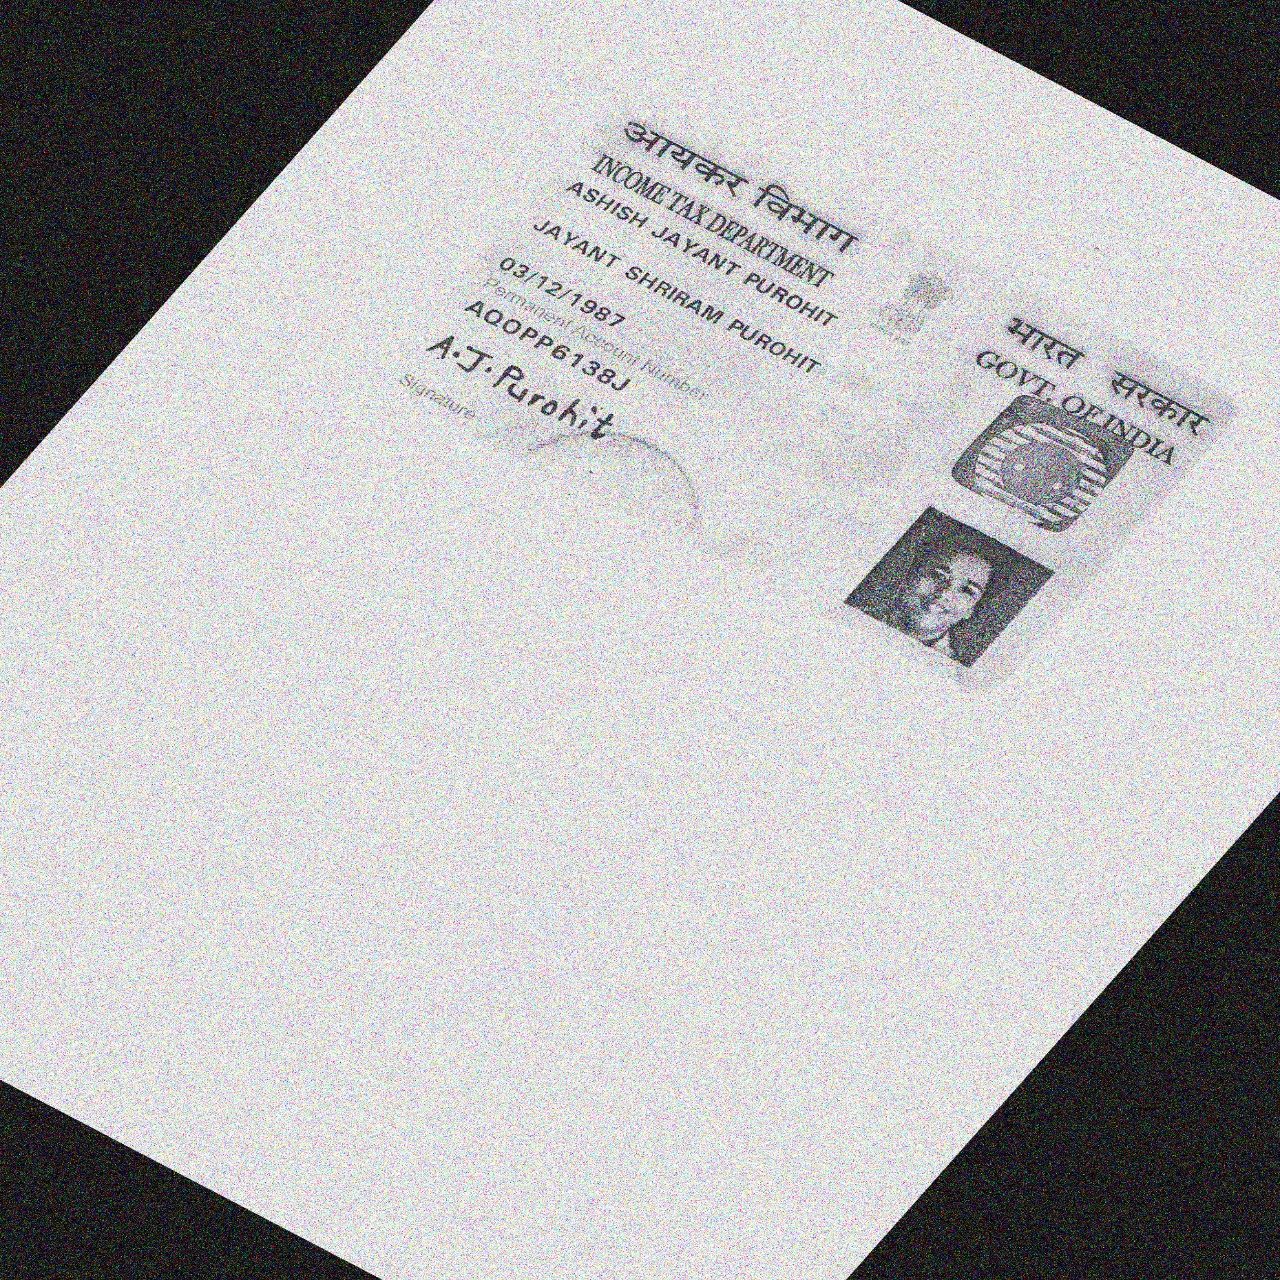 आयकर विभाग
INCOME TAX DEPARTMENT
ASHISH JAYANT PUROHIT
JAYANT SHRIRAM PUROHIT
03/12/1987
Permanent Account Number
AQOPP6138J
A.J.Purohit
Signature
भारत सरकार
GOVT. OF INDIA